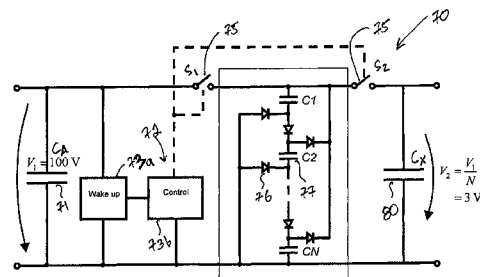 75
75
70
S1
S2
72
C1
CA
V1 = 100 V
73a
Wake up
Control
C2
77
76
CX
V2 = V1/N
= 3 V
71
73b
80
CN